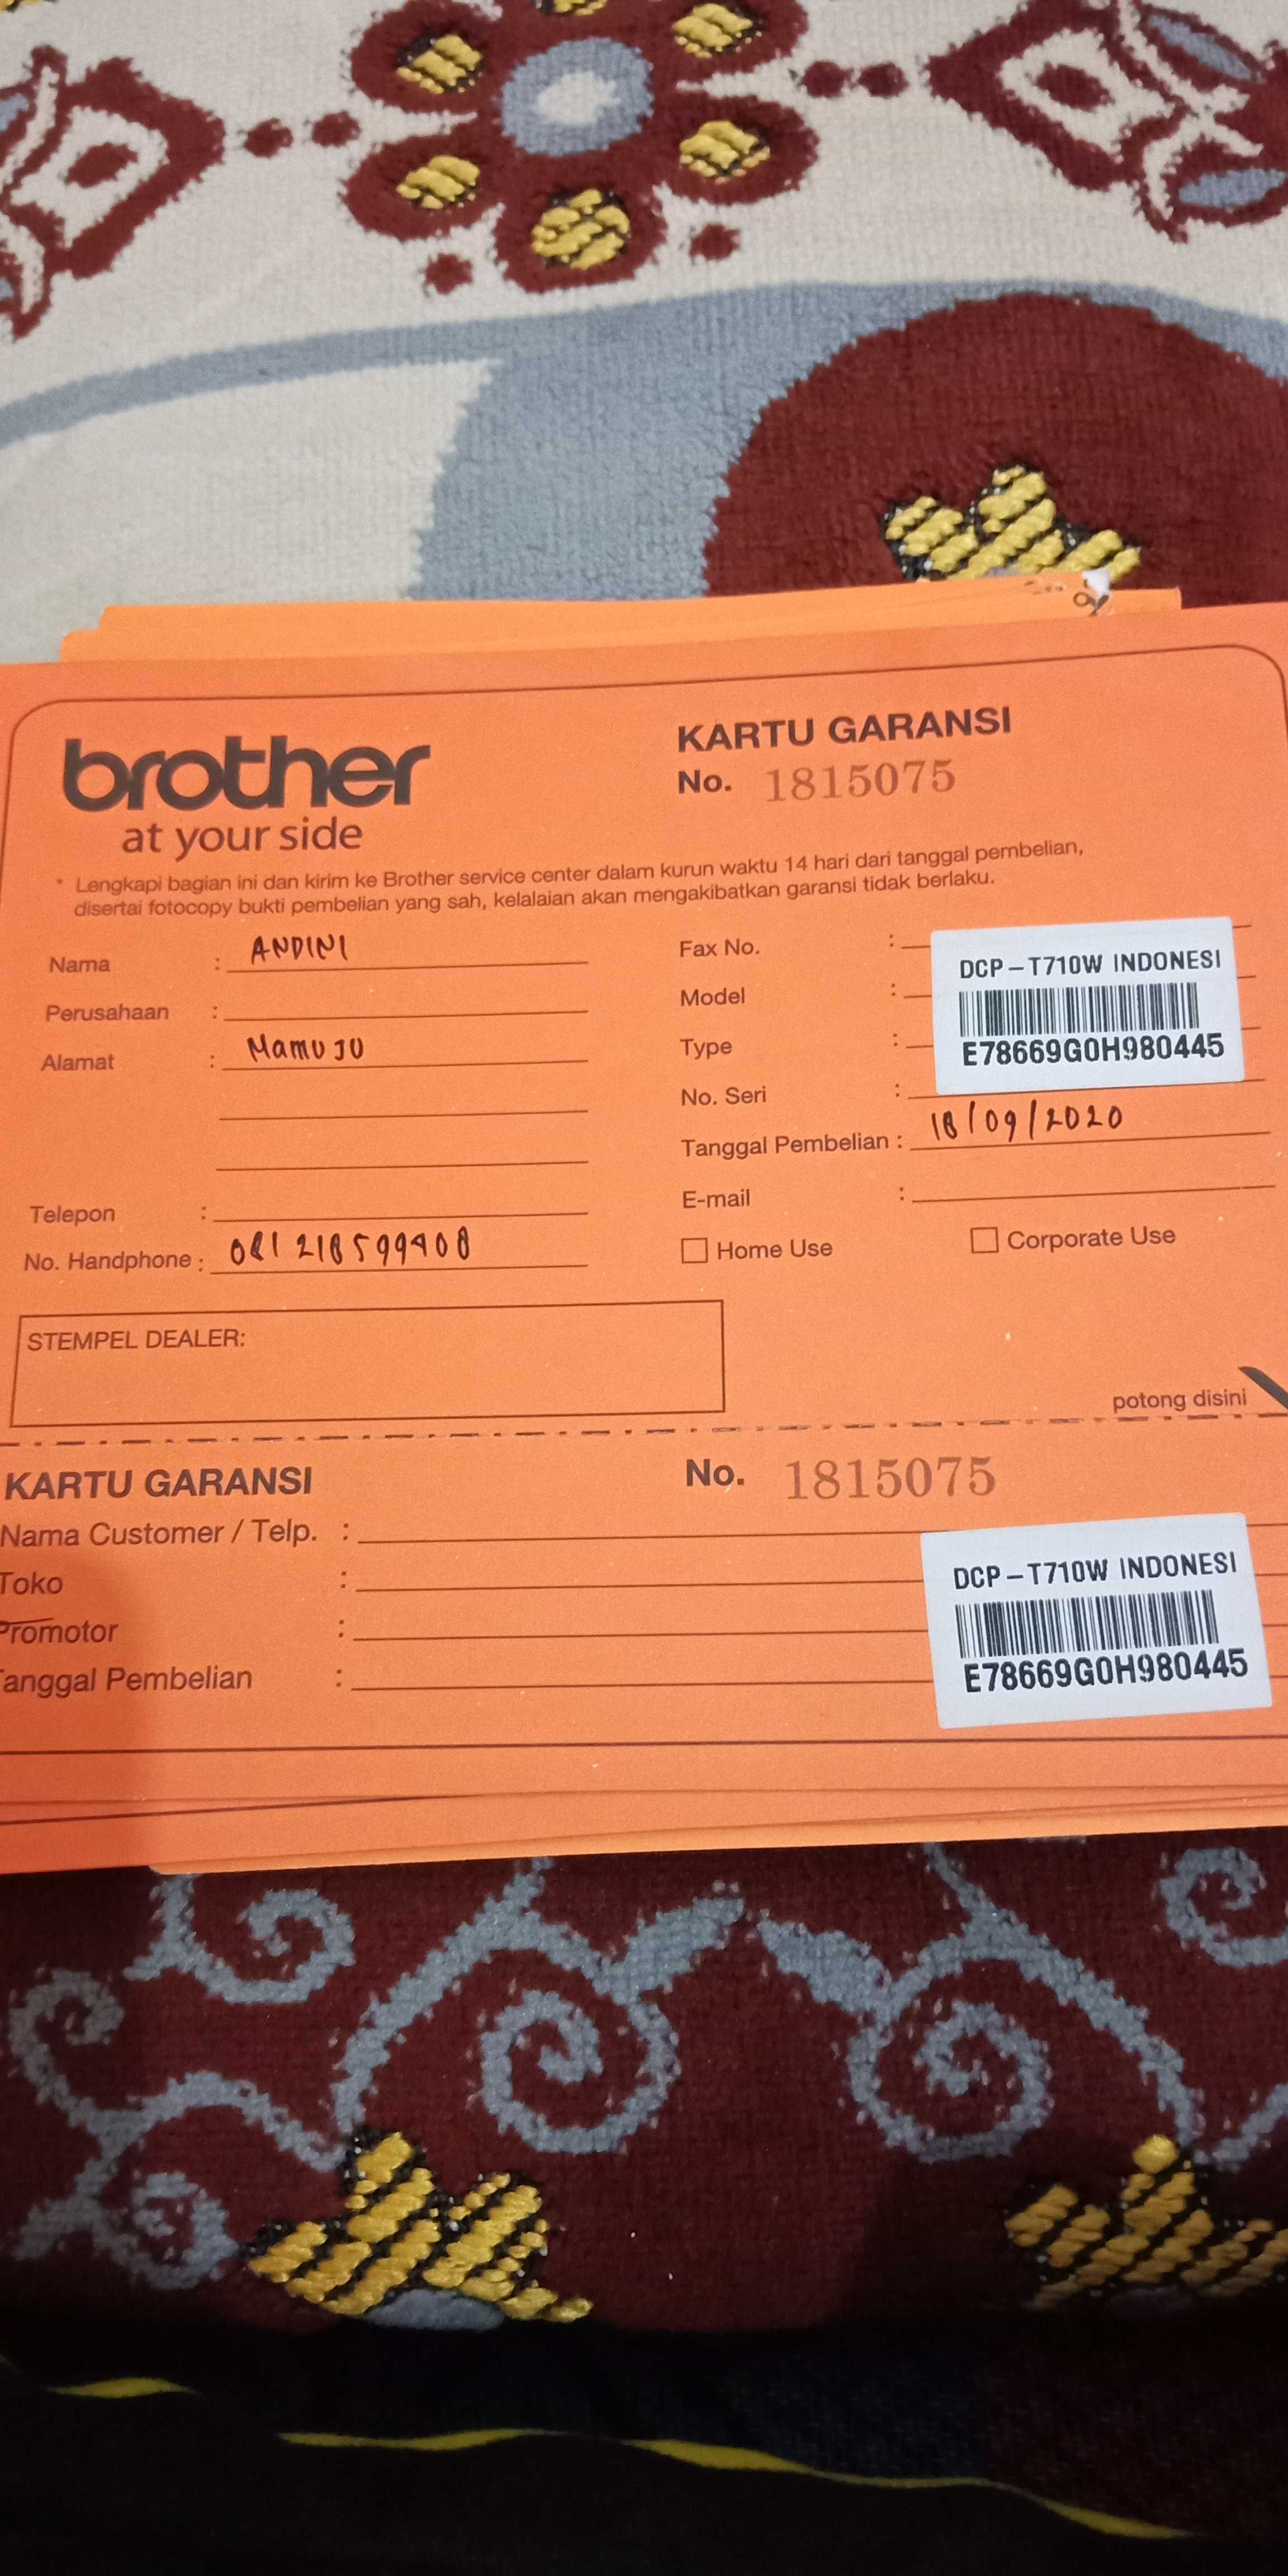 brother
at your side
KARTU GARANSI
No. 1815075
* Lengkapi bagian ini dan kirim ke Brother service center dalam kurun waktu 14 hari dari tanggal pembelian,
disertai fotocopy bukti pembelian yang sah, kelalaian akan mengakibatkan garansi tidak berlaku.
Nama : ANDINI
Perusahaan :
Alamat : MAMUJU
Telepon :
No. Handphone : 081218599408
Fax No. :
Model :
Type :
No. Seri :
DCP-T710W INDONESI
E78669G0H980445
Tanggal Pembelian : 18/09/2020
E-mail :
Home Use
Corporate Use
STEMPEL DEALER:
potong disini
KARTU GARANSI
No. 1815075
Nama Customer / Telp. :
Toko :
Promotor :
Tanggal Pembelian :
DCP-T710W INDONESI
E78669G0H980445